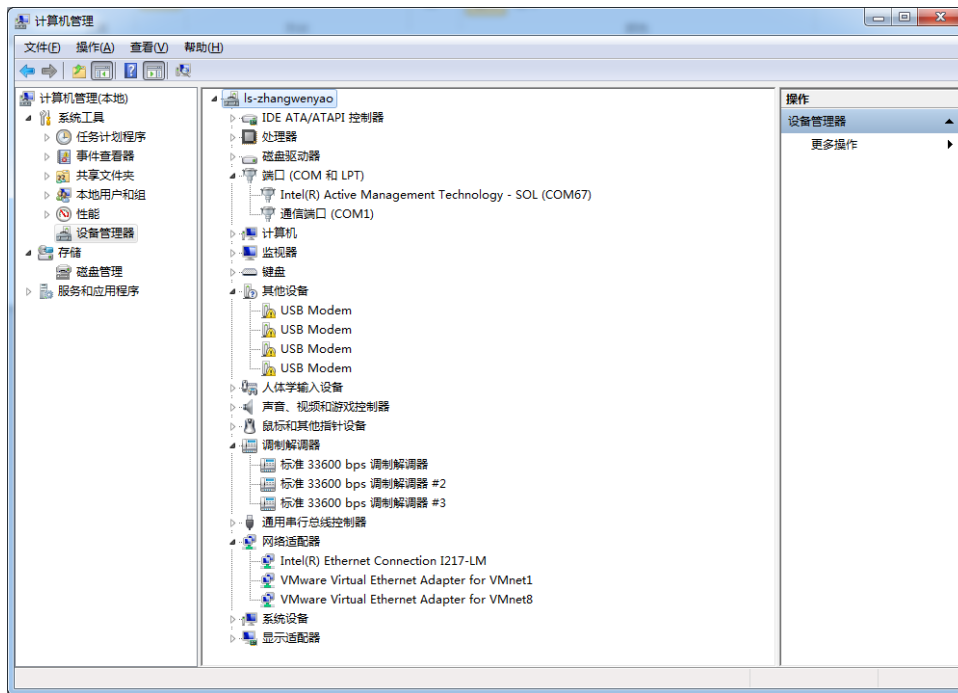 计算机管理
文件(F) 操作(A) 查看(V) 帮助(H)
计算机管理(本地)
系统工具
任务计划程序
事件查看器
共享文件夹
本地用户和组
性能
设备管理器
存储
磁盘管理
服务和应用程序
ls-zhangwenyao
IDE ATA/ATAPI 控制器
处理器
磁盘驱动器
端口 (COM 和 LPT)
Intel(R) Active Management Technology - SOL (COM67)
通信端口 (COM1)
计算机
监视器
键盘
其他设备
USB Modem
USB Modem
USB Modem
USB Modem
人体学输入设备
声音、视频和游戏控制器
鼠标和其他指针设备
调制解调器
标准 33600 bps 调制解调器
标准 33600 bps 调制解调器 #2
标准 33600 bps 调制解调器 #3
通用串行总线控制器
网络适配器
Intel(R) Ethernet Connection I217-LM
VMware Virtual Ethernet Adapter for VMnet1
VMware Virtual Ethernet Adapter for VMnet8
系统设备
显示适配器
操作
设备管理器
更多操作